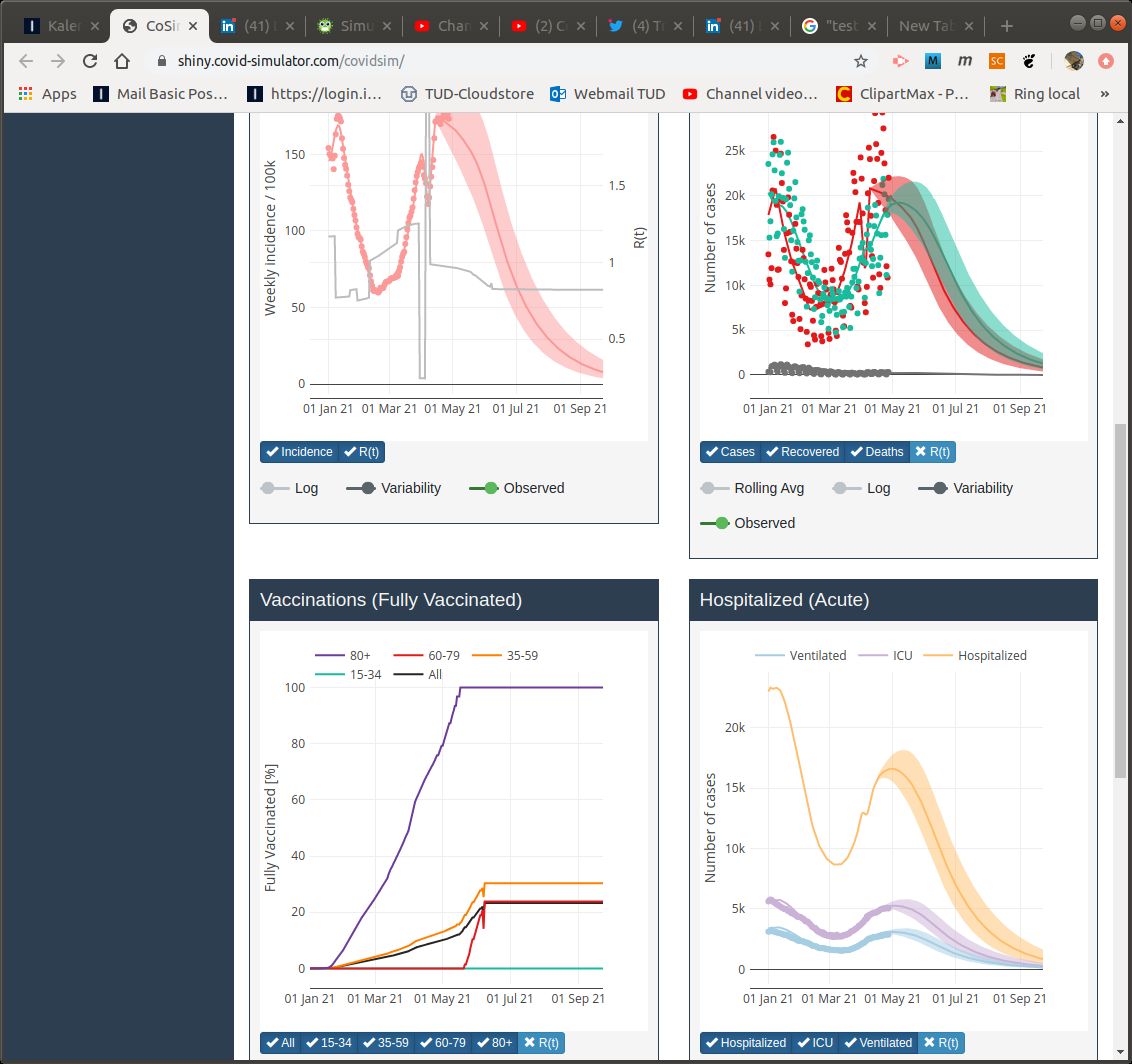 Kaler CoSir (41) Simu Chan (2) C (4) T (41) "test New Tab
shiny.covid-simulator.com/covidsim/
M m SC
Apps Mail Basic Pos… https://login.i… TUD-Cloudstore Webmail TUD Channel video… ClipartMax - P… Ring local »
Weekly incidence / 100k
150
100
50
0
1.5
1
0.5
R(t)
01 Jan 21 01 Mar 21 01 May 21 01 Jul 21 01 Sep 21
Incidence R(t)
Log Variability Observed
Number of cases
25k
20k
15k
10k
5k
0
01 Jan 21 01 Mar 21 01 May 21 01 Jul 21 01 Sep 21
Cases Recovered Deaths R(t)
Rolling Avg Log Variability
Observed
Vaccinations (Fully Vaccinated)
80+ 60-79 35-59
15-34 All
Fully Vaccinated [%]
100
80
60
40
20
0
01 Jan 21 01 Mar 21 01 May 21 01 Jul 21 01 Sep 21
All 15-34 35-59 60-79 80+ R(t)
Hospitalized (Acute)
Ventilated ICU Hospitalized
Number of cases
20k
15k
10k
5k
0
01 Jan 21 01 Mar 21 01 May 21 01 Jul 21 01 Sep 21
Hospitalized ICU Ventilated R(t)